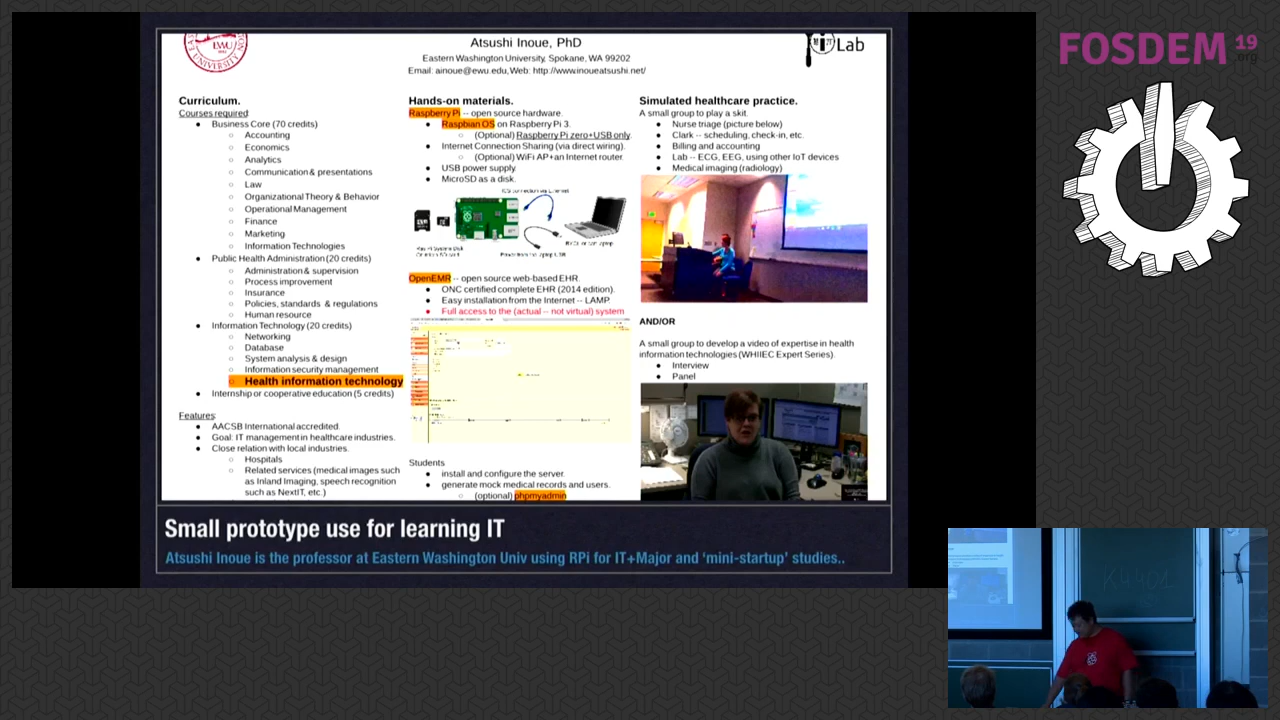 FOSDEM 19
.org
EWU
Lab
Atsushi Inoue, PhD
Eastern Washington University, Spokane, WA 99202
Email: ainoue@ewu.edu, Web: http://www.inoueatsushi.net/
Curriculum.
Courses required:
● Business Core (70 credits)
○ Accounting
○ Economics
○ Analytics
○ Communication & presentations
○ Law
○ Organizational Theory & Behavior
○ Operational Management
○ Finance
○ Marketing
○ Information Technologies
● Public Health Administration (20 credits)
○ Administration & supervision
○ Process improvement
○ Insurance
○ Policies, standards & regulations
○ Human resource
● Information Technology (20 credits)
○ Networking
○ Database
○ System analysis & design
○ Information security management
○ Health information technology
● Internship or cooperative education (5 credits)
Features:
● AACSB International accredited.
● Goal: IT management in healthcare industries.
● Close relation with local industries.
○ Hospitals
○ Related services (medical images such
as Inland Imaging, speech recognition
such as NextIT, etc.)
Hands-on materials.
Raspberry Pi -- open source hardware.
● Raspbian OS on Raspberry Pi 3.
○ (Optional) Raspberry Pi zero+USB only.
● Internet Connection Sharing (via direct wiring).
○ (Optional) WiFi AP+an Internet router.
● USB power supply.
● MicroSD as a disk.
ICS connection via Ethernet
OpenEMR -- open source web-based EHR.
● ONC certified complete EHR (2014 edition).
● Easy installation from the Internet -- LAMP.
● Full access to the (actual -- not virtual) system
Students
● install and configure the server.
● generate mock medical records and users.
○ (optional) phpmyadmin
Simulated healthcare practice.
A small group to play a skit.
● Nurse triage (picture below)
● Clark -- scheduling, check-in, etc.
● Billing and accounting
● Lab -- ECG, EEG, using other IoT devices
● Medical imaging (radiology)
AND/OR
A small group to develop a video of expertise in health
information technologies (WHIIEC Expert Series).
● Interview
● Panel
Small prototype use for learning IT
Atsushi Inoue is the professor at Eastern Washington Univ using RPi for IT+Major and 'mini-startup' studies..